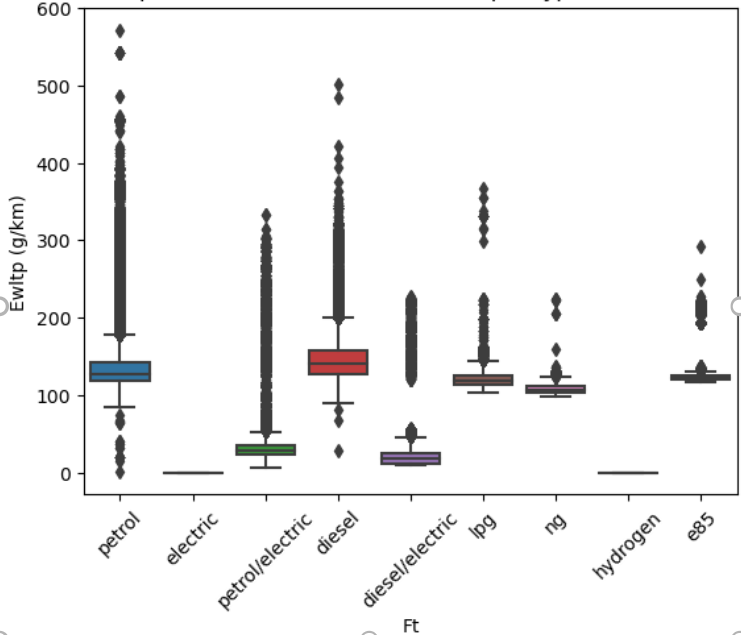 600
500
400
300
200
100
0
Ewltp (g/km)
petrol
electric
petrol/electric
diesel
diesel/electric
lpg
ng
hydrogen
e85
Ft